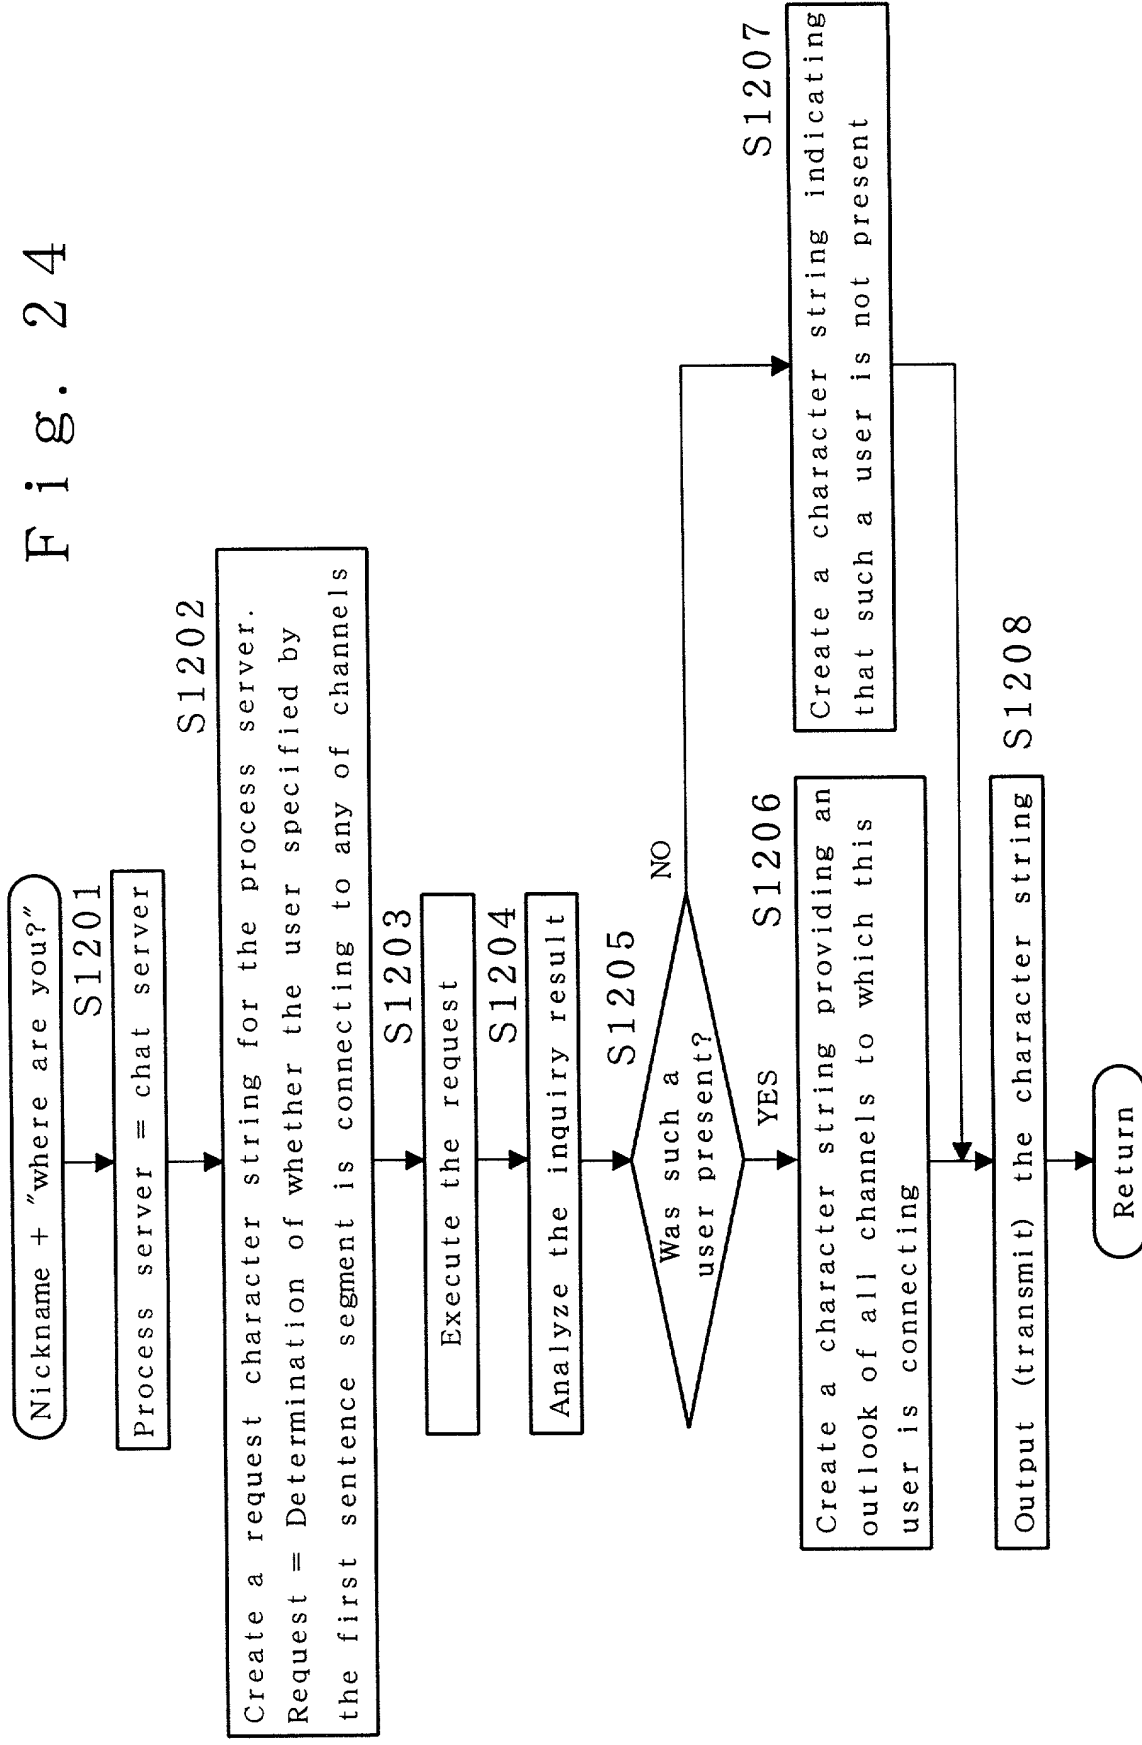 Fig. 24
Nickname + "where are you?"
S1201
Process server = chat server
S1202
Create a request character string for the process server.
Request = Determination of whether the user specified by
the first sentence segment is connecting to any of channels
S1203
Execute the request
S1204
Analyze the inquiry result
S1205
Was such a
user present?
NO
YES
S1206
Create a character string providing an
outlook of all channels to which this
user is connecting
S1207
Create a character string indicating
that such a user is not present
S1208
Output (transmit) the character string
Return